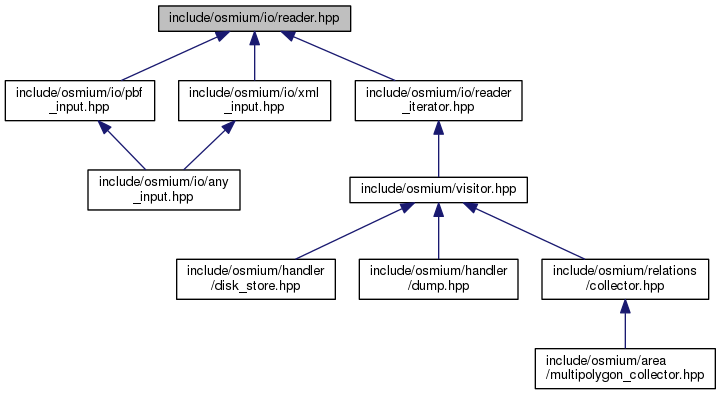 include/osmium/io/reader.hpp
include/osmium/io/pbf
_input.hpp
include/osmium/io/xml
_input.hpp
include/osmium/io/reader
_iterator.hpp
include/osmium/io/any
_input.hpp
include/osmium/visitor.hpp
include/osmium/handler
/disk_store.hpp
include/osmium/handler
/dump.hpp
include/osmium/relations
/collector.hpp
include/osmium/area
/multipolygon_collector.hpp